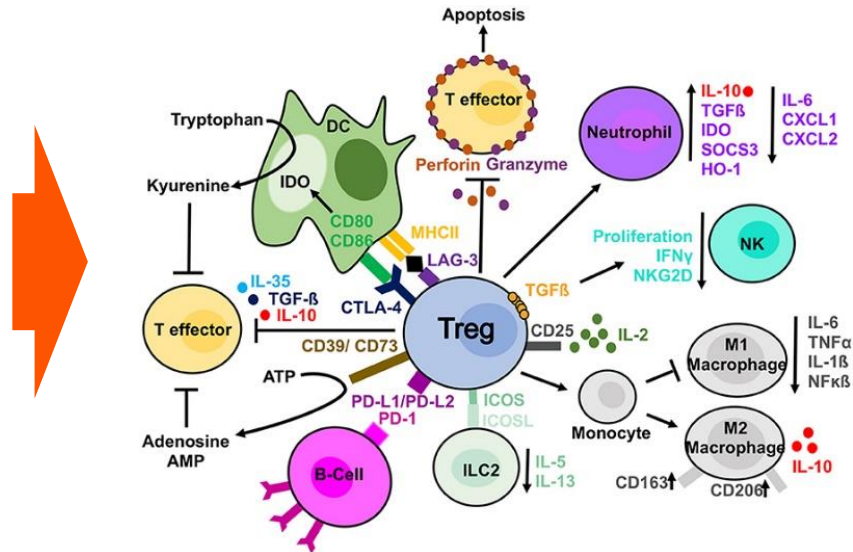 Apoptosis
T effector
Perforin Granzyme
DC
Tryptophan
IDO
Kyurenine
CD80
CD86
MHCII
LAG-3
CTLA-4
Neutrophil
IL-10
TGFß
IDO
SOCS3
HO-1
IL-6
CXCL1
CXCL2
Proliferation
IFNγ
NKG2D
NK
TGFß
IL-35
TGF-ß
IL-10
T effector
Treg
CD39/ CD73
CD25
IL-2
ATP
Adenosine
AMP
PD-L1/PD-L2
PD-1
B-Cell
ICOS
ICOSL
ILC2
IL-5
IL-13
Monocyte
M1
Macrophage
IL-6
TNFα
IL-1ß
NFκß
M2
Macrophage
IL-10
CD163
CD206